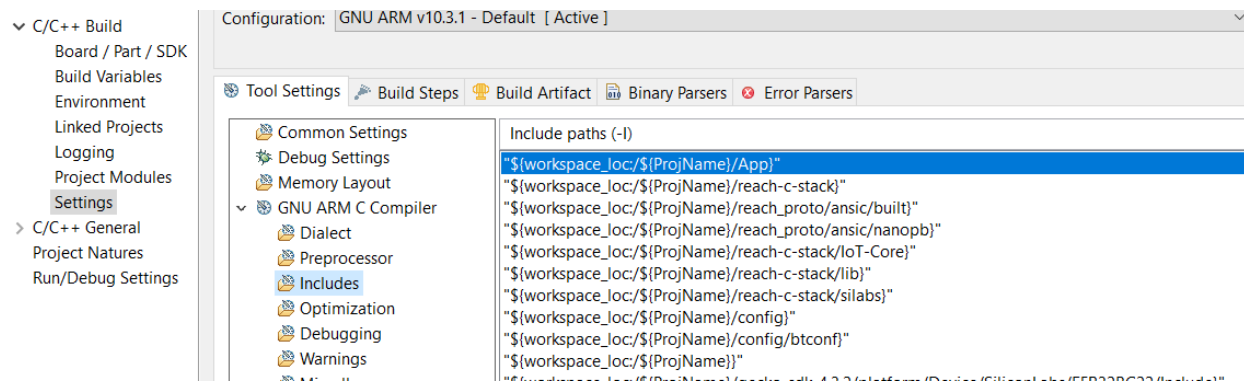 C/C++ Build
Board / Part / SDK
Build Variables
Environment
Linked Projects
Logging
Project Modules
Settings
C/C++ General
Project Natures
Run/Debug Settings
Configuration: GNU ARM v10.3.1 - Default [ Active ]
Tool Settings Build Steps Build Artifact Binary Parsers Error Parsers
Common Settings
Debug Settings
Memory Layout
GNU ARM C Compiler
Dialect
Preprocessor
Includes
Optimization
Debugging
Warnings
Include paths (-I)
"${workspace_loc:/${ProjName}/App}"
"${workspace_loc:/${ProjName}/reach-c-stack}"
"${workspace_loc:/${ProjName}/reach_proto/ansic/built}"
"${workspace_loc:/${ProjName}/reach_proto/ansic/nanopb}"
"${workspace_loc:/${ProjName}/reach-c-stack/IoT-Core}"
"${workspace_loc:/${ProjName}/reach-c-stack/lib}"
"${workspace_loc:/${ProjName}/reach-c-stack/silabs}"
"${workspace_loc:/${ProjName}/config}"
"${workspace_loc:/${ProjName}/config/btconf}"
"${workspace_loc:/${ProjName}}"